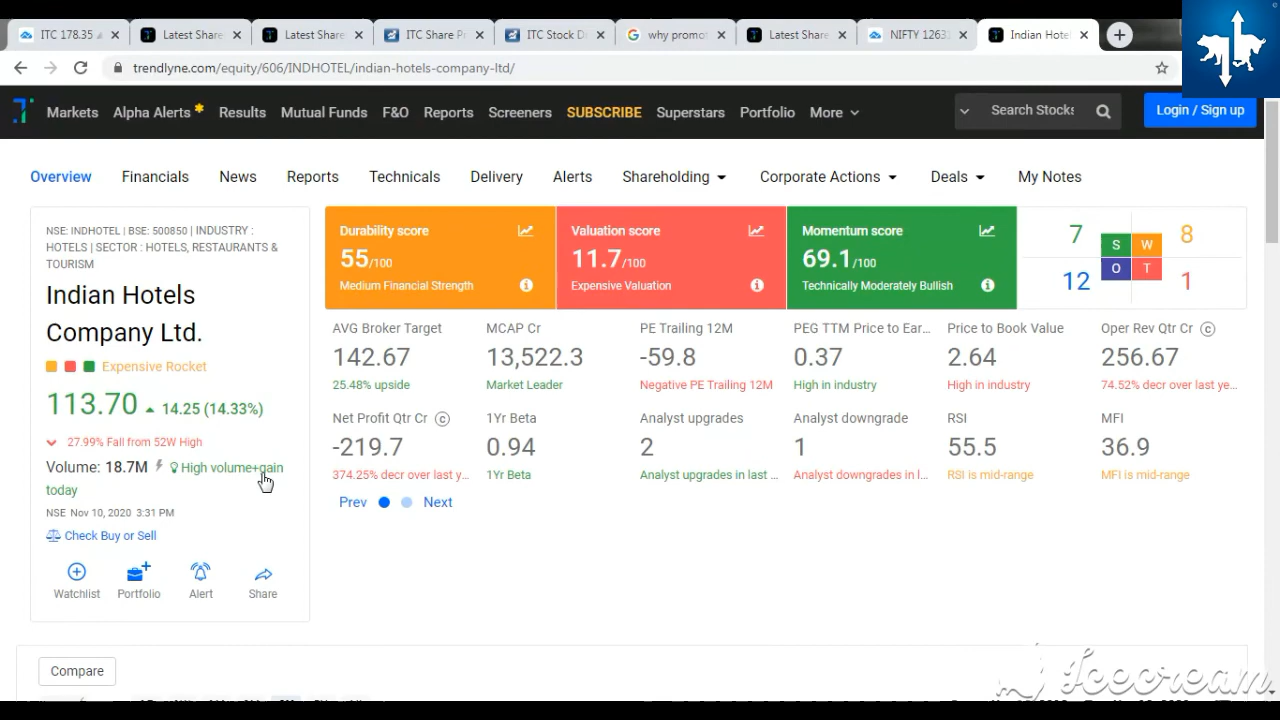 ITC 178.35
Latest Share
Latest Share
ITC Share P
ITC Stock D
why promo
Latest Share
NIFTY 1263
Indian Hote
trendlyne.com/equity/606/INDHOTEL/indian-hotels-company-ltd/
Markets Alpha Alerts Results Mutual Funds F&O Reports Screeners SUBSCRIBE Superstars Portfolio More Search Stocks Login / Sign up
Overview Financials News Reports Technicals Delivery Alerts Shareholding Corporate Actions Deals My Notes
NSE: INDHOTEL | BSE: 500850 | INDUSTRY :
HOTELS | SECTOR : HOTELS, RESTAURANTS &
TOURISM
Indian Hotels
Company Ltd.
Expensive Rocket
113.70 14.25 (14.33%)
27.99% Fall from 52W High
Volume: 18.7M High volume+gain
today
NSE Nov 10, 2020 3:31 PM
Check Buy or Sell
Watchlist Portfolio Alert Share
Durability score
55/100
Medium Financial Strength
Valuation score
11.7/100
Expensive Valuation
Momentum score
69.1/100
Technically Moderately Bullish
7 S W 8
12 O T 1
AVG Broker Target
142.67
25.48% upside
MCAP Cr
13,522.3
Market Leader
PE Trailing 12M
-59.8
Negative PE Trailing 12M
PEG TTM Price to Ear...
0.37
High in industry
Price to Book Value
2.64
High in industry
Oper Rev Qtr Cr
256.67
74.52% decr over last ye...
Net Profit Qtr Cr
-219.7
374.25% decr over last y...
1Yr Beta
0.94
1Yr Beta
Analyst upgrades
2
Analyst upgrades in last ...
Analyst downgrade
1
Analyst downgrades in l...
RSI
55.5
RSI is mid-range
MFI
36.9
MFI is mid-range
Prev Next
Compare
Icecream